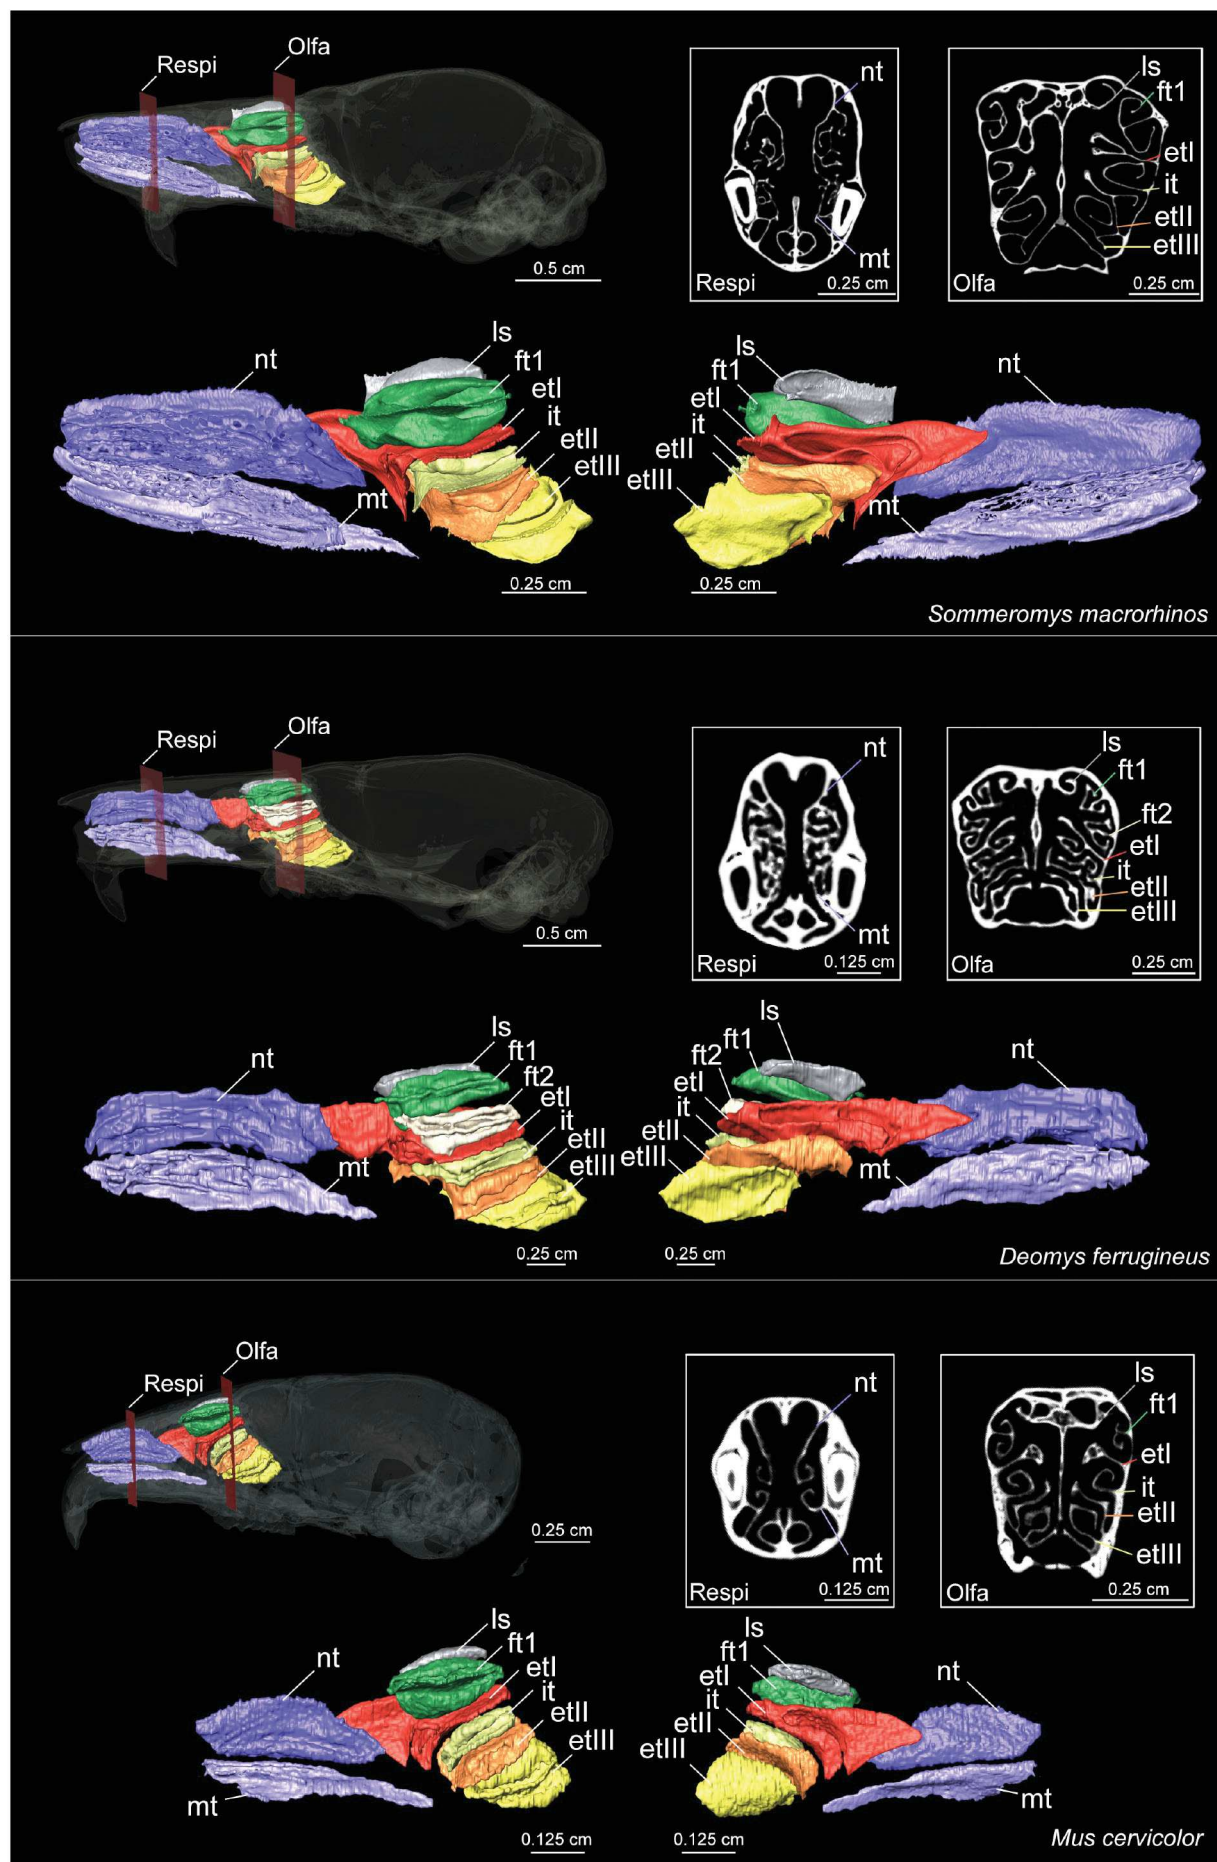 Respi
Olfa
0.5 cm
nt
mt
Respi
0.25 cm
ls
ft1
etI
it
etII
etIII
Olfa
0.25 cm
nt
ls
ft1
etI
it
etII
etIII
mt
0.25 cm
ls
ft1
etI
it
etII
etIII
nt
mt
0.25 cm
Sommeromys macrorhinos
Respi
Olfa
0.5 cm
nt
mt
Respi
0.125 cm
ls
ft1
ft2
etI
it
etII
etIII
Olfa
0.25 cm
nt
ls
ft1
ft2
etI
it
etII
etIII
mt
0.25 cm
ls
ft1
ft2
etI
it
etII
etIII
nt
mt
0.25 cm
Deomys ferrugineus
Respi
Olfa
0.25 cm
nt
mt
Respi
0.125 cm
ls
ft1
etI
it
etII
etIII
Olfa
0.25 cm
nt
ls
ft1
etI
it
etII
etIII
mt
0.125 cm
ls
ft1
etI
it
etII
etIII
nt
mt
0.125 cm
Mus cervicolor